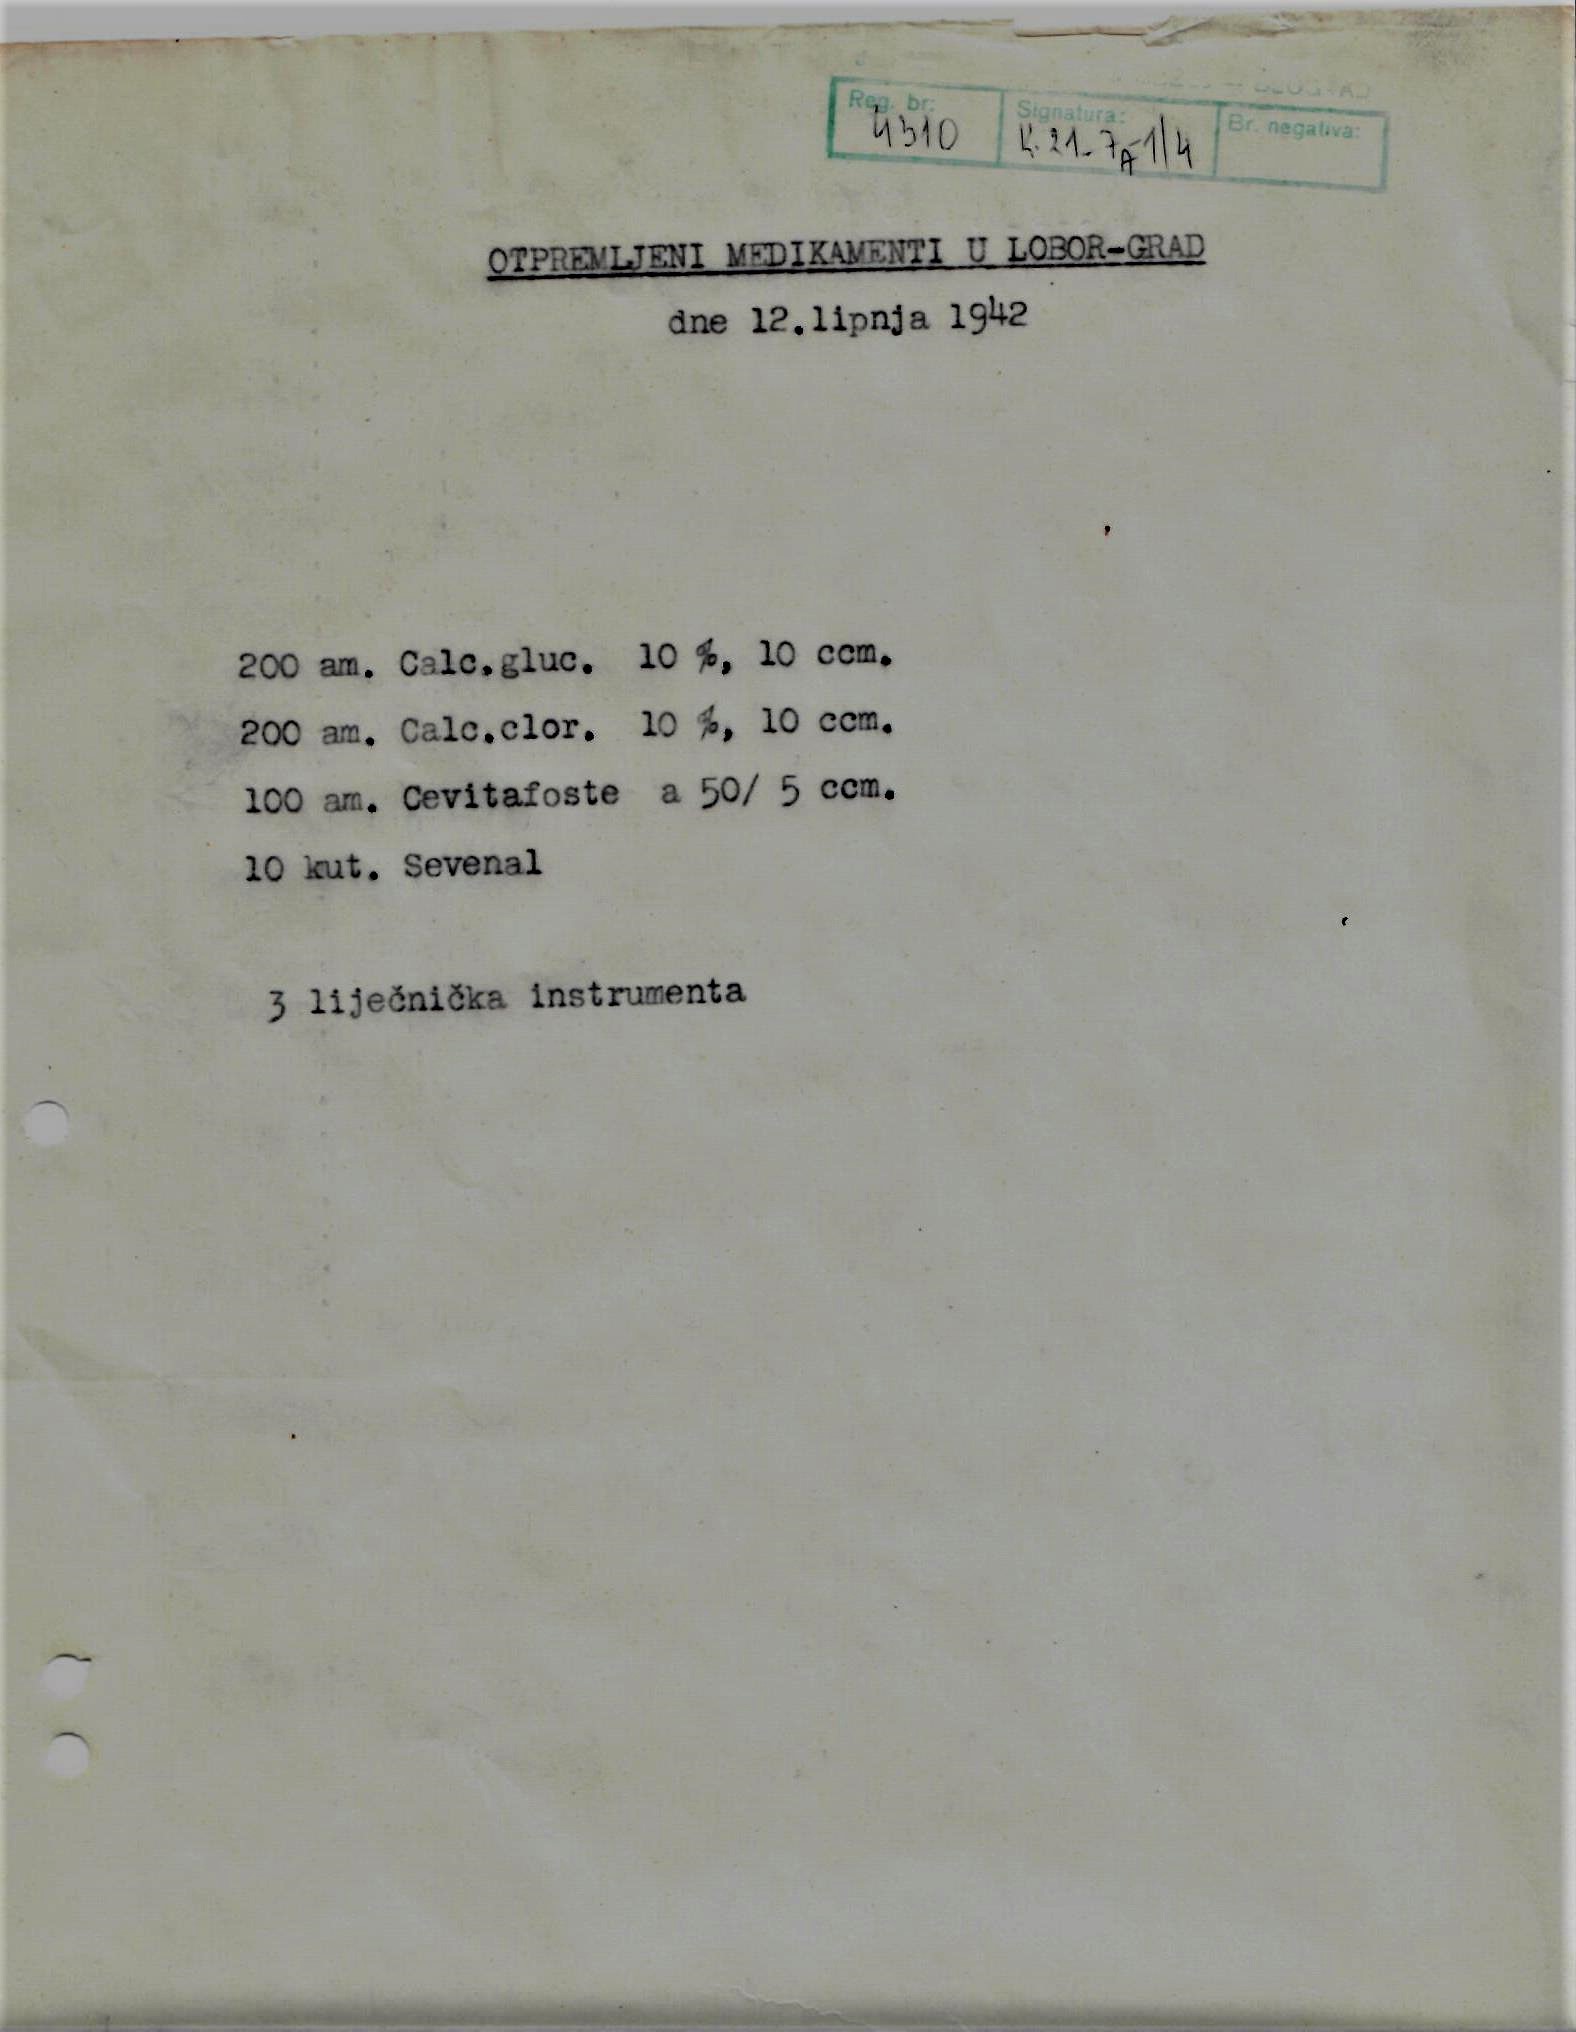 Reg. br: Signatura: Br. negativa:
4510 K. 21-7A-1/4
OTPREMLJENI MEDIKAMENTI U LOBOR-GRAD
dne 12.lipnja 1942
200 am. Calc.gluc. 10 %, 10 ccm.
200 am. Calc.clor. 10 %, 10 ccm.
100 am. Cevitafoste a 50/ 5 ccm.
10 kut. Sevenal
3 liječnička instrumenta